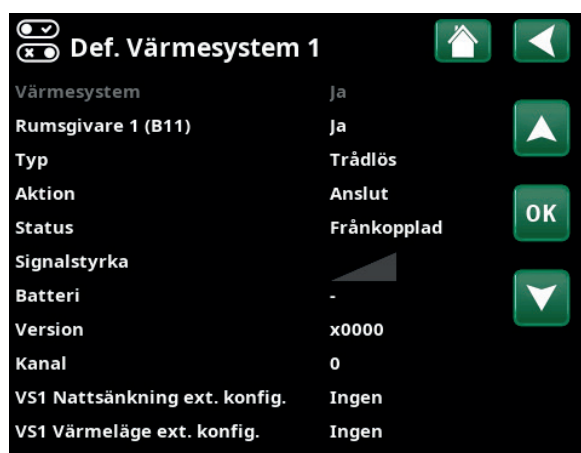 Def. Värmesystem 1
Värmesystem Ja
Rumsgivare 1 (B11) Ja
Typ Trådlös
Aktion Anslut
Status Frånkopplad
OK
Signalstyrka
Batteri -
Version x0000
Kanal 0
VS1 Nattsänkning ext. konfig. Ingen
VS1 Värmeläge ext. konfig. Ingen